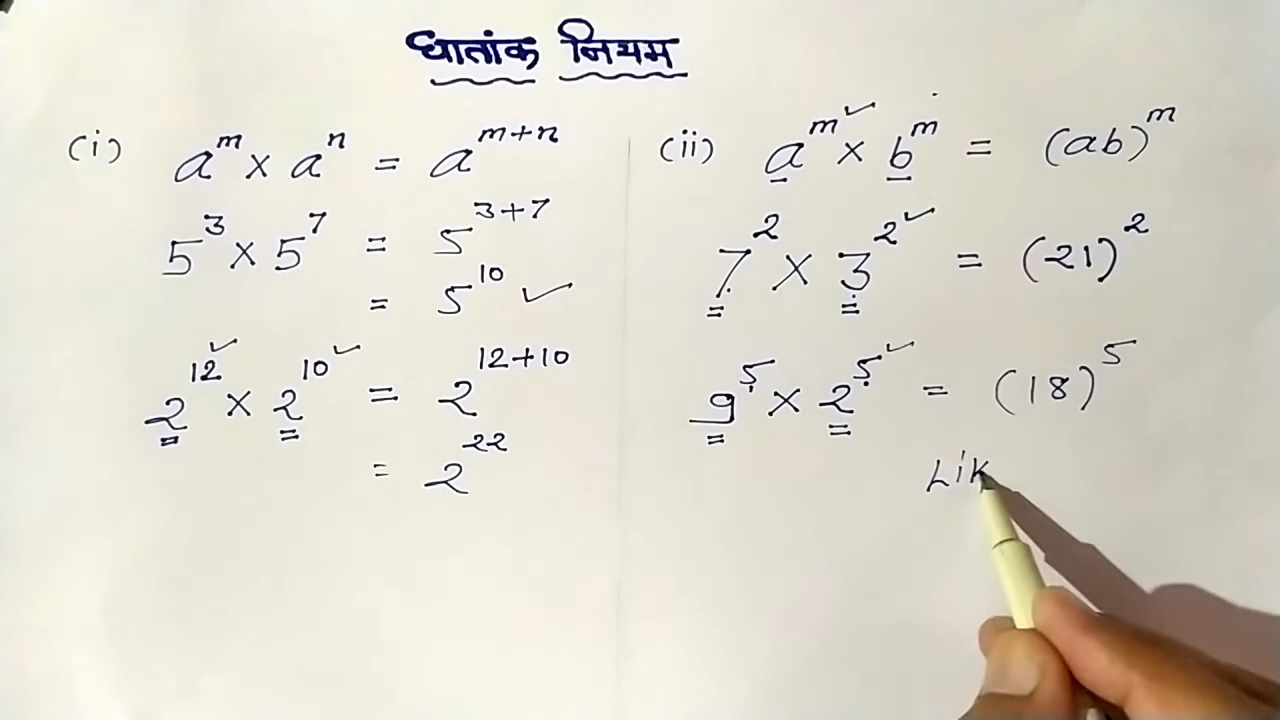 घातांक नियम
(i) a^m × a^n = a^{m+n}
5^3 × 5^7 = 5^{3+7}
= 5^{10} ✓
2^{12} × 2^{10} = 2^{12+10}
= 2^{22}
(ii) a^m × b^m = (ab)^m
7^2 × 3^2 = (21)^2
9^5 × 2^5 = (18)^5
Lik